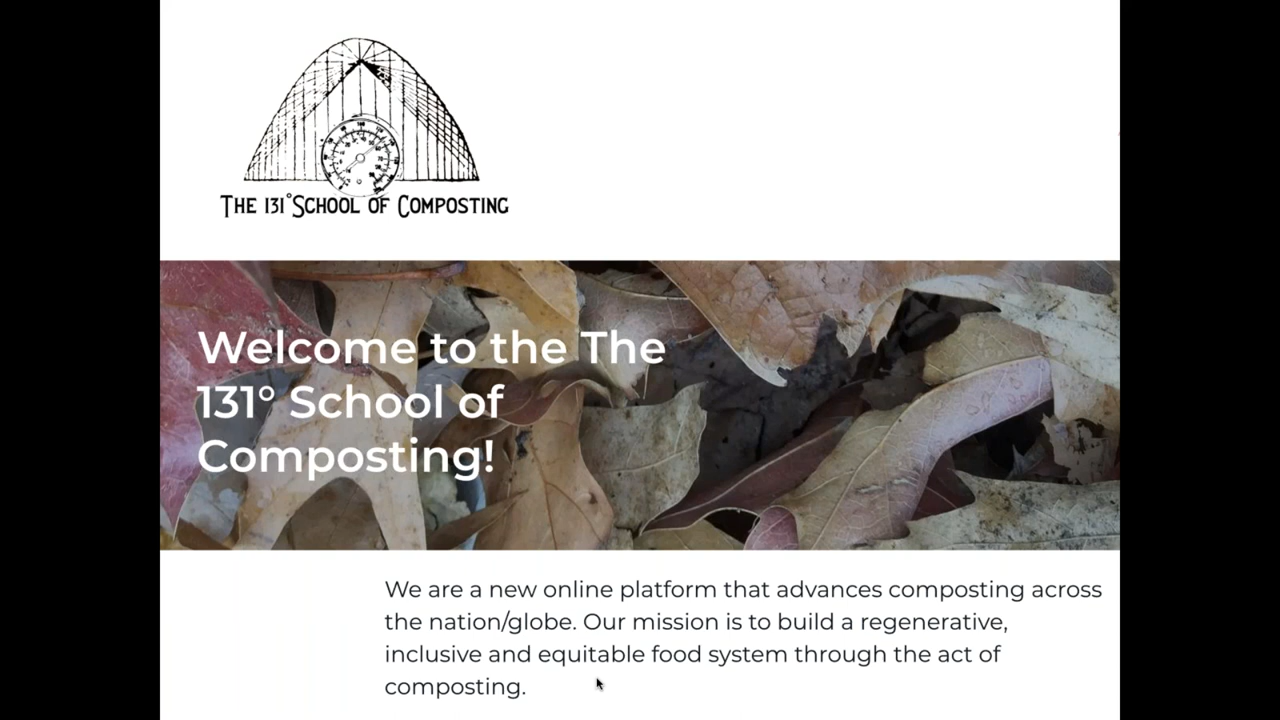 The 131° School of Composting
Welcome to the The
131° School of
Composting!
We are a new online platform that advances composting across
the nation/globe. Our mission is to build a regenerative,
inclusive and equitable food system through the act of
composting.